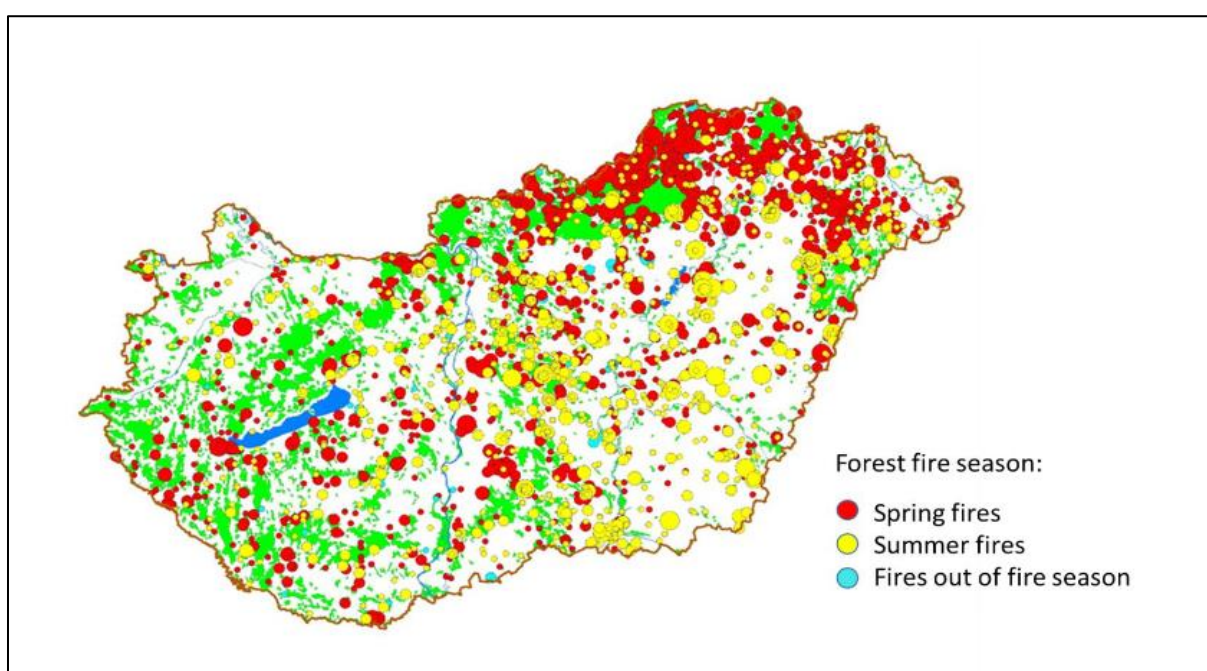 Forest fire season:
Spring fires
Summer fires
Fires out of fire season